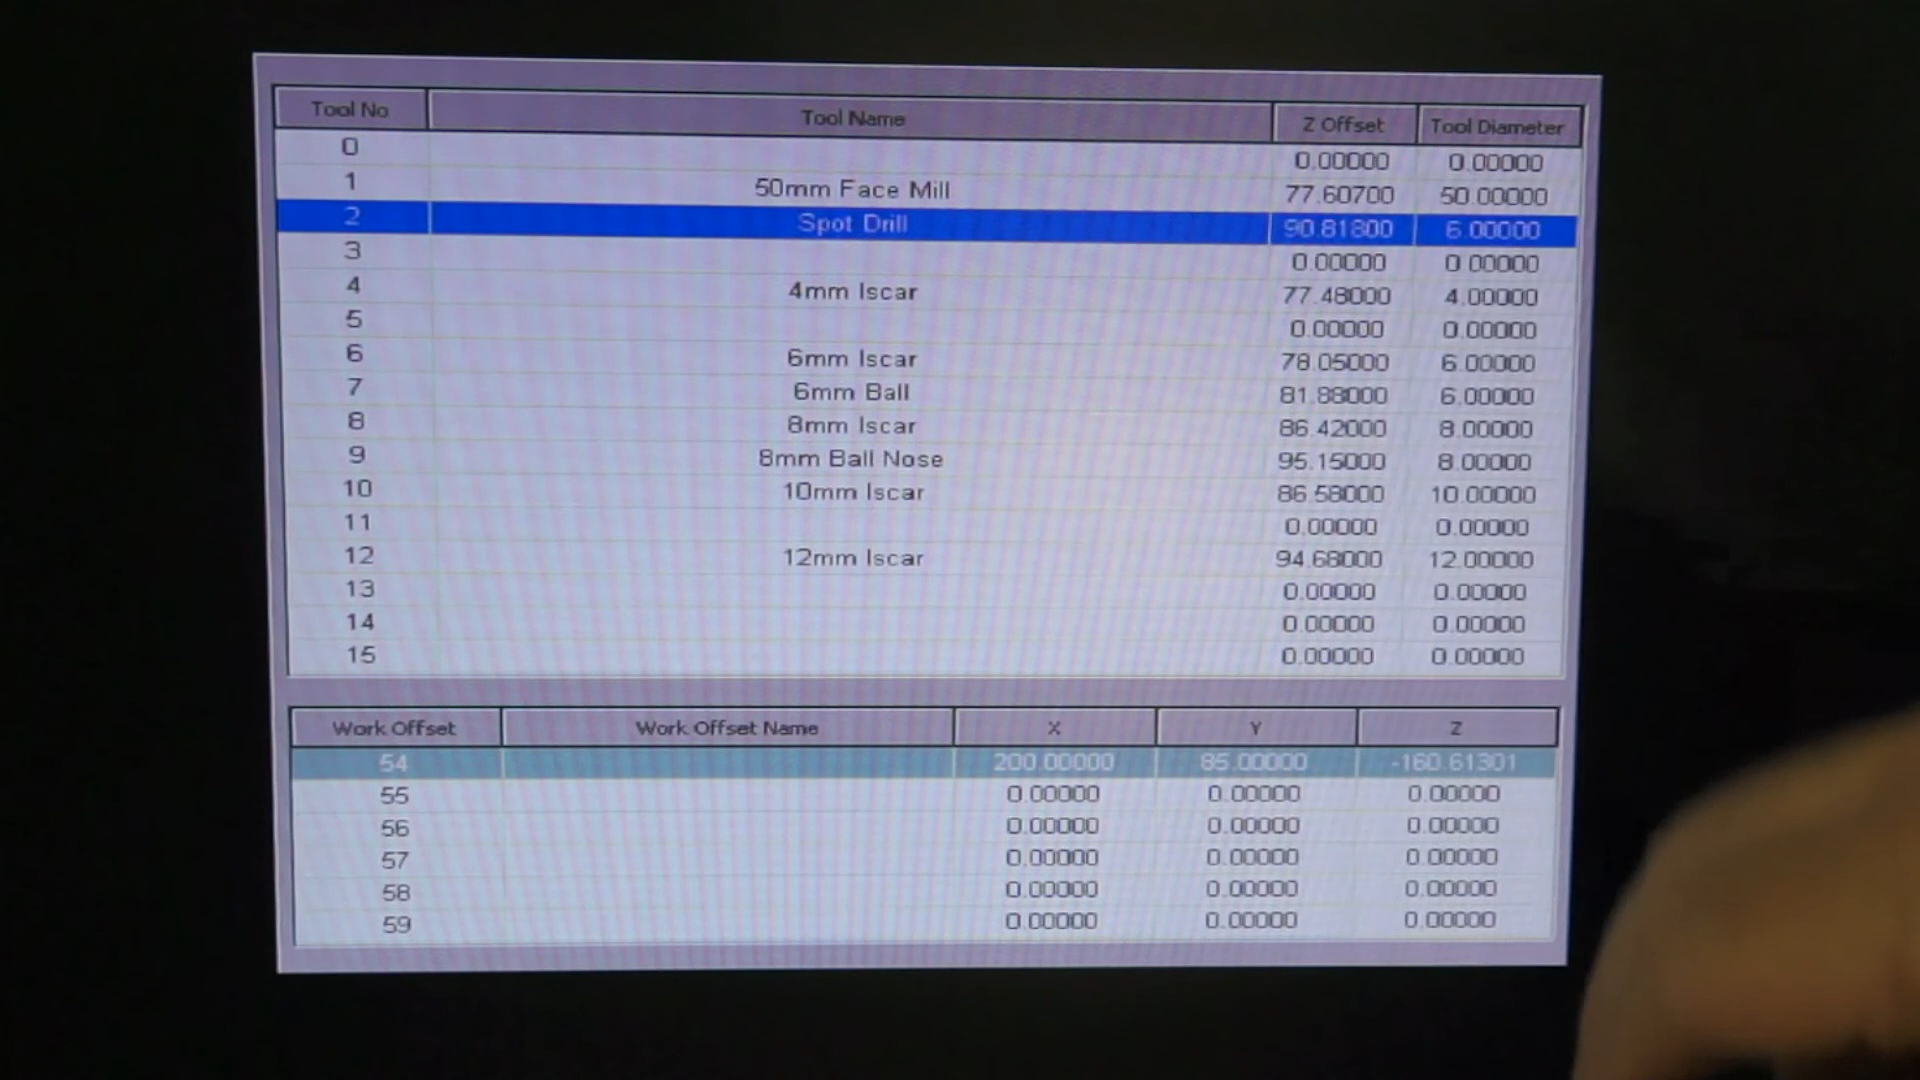 Tool No Tool Name Z Offset Tool Diameter
0 0.00000 0.00000
1 50mm Face Mill 77.60700 50.00000
2 Spot Drill 90.81800 6.00000
3 0.00000 0.00000
4 4mm Iscar 77.48000 4.00000
5 0.00000 0.00000
6 6mm Iscar 78.05000 6.00000
7 6mm Ball 81.88000 6.00000
8 8mm Iscar 86.42000 8.00000
9 8mm Ball Nose 95.15000 8.00000
10 10mm Iscar 86.58000 10.00000
11 0.00000 0.00000
12 12mm Iscar 94.68000 12.00000
13 0.00000 0.00000
14 0.00000 0.00000
15 0.00000 0.00000
Work Offset Work Offset Name X Y Z
54 200.00000 85.00000 -160.61301
55 0.00000 0.00000 0.00000
56 0.00000 0.00000 0.00000
57 0.00000 0.00000 0.00000
58 0.00000 0.00000 0.00000
59 0.00000 0.00000 0.00000